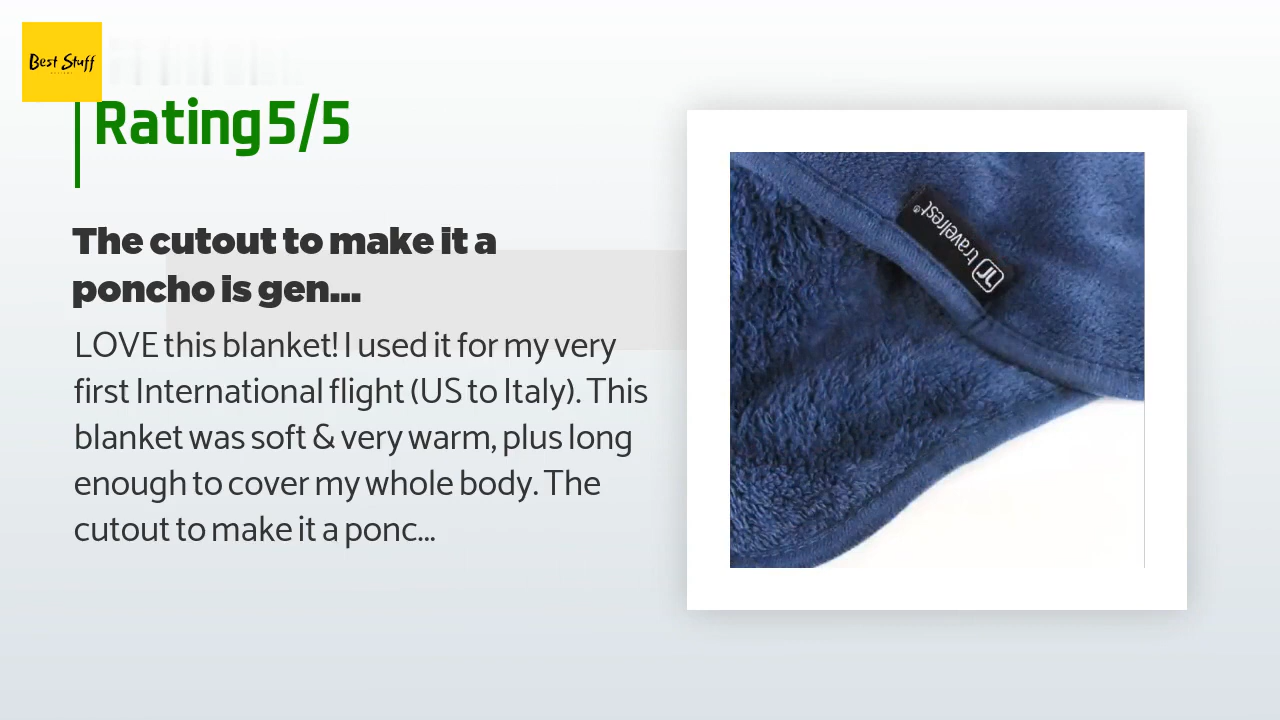 Best Stuff
Rating 5/5
The cutout to make it a
poncho is gen...
LOVE this blanket! I used it for my very
first International flight (US to Italy). This
blanket was soft & very warm, plus long
enough to cover my whole body. The
cutout to make it a ponc...
travelrest®